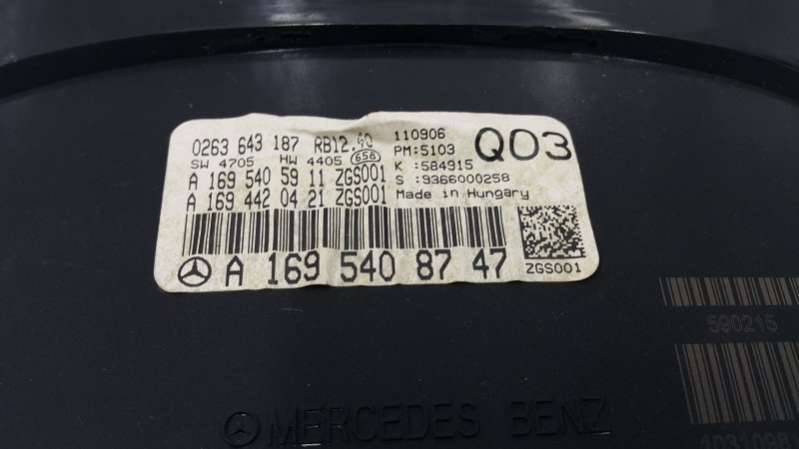 0263 643 187 RB12.40
SW 4705 HW 4405 656
A 169 540 59 11 ZGS001
A 169 442 04 21 ZGS001
110906
PM:5103
K :584915
S :9366000258
Made in Hungary
Q03
A 169 540 87 47
ZGS001
590215
MERCEDES BENZ